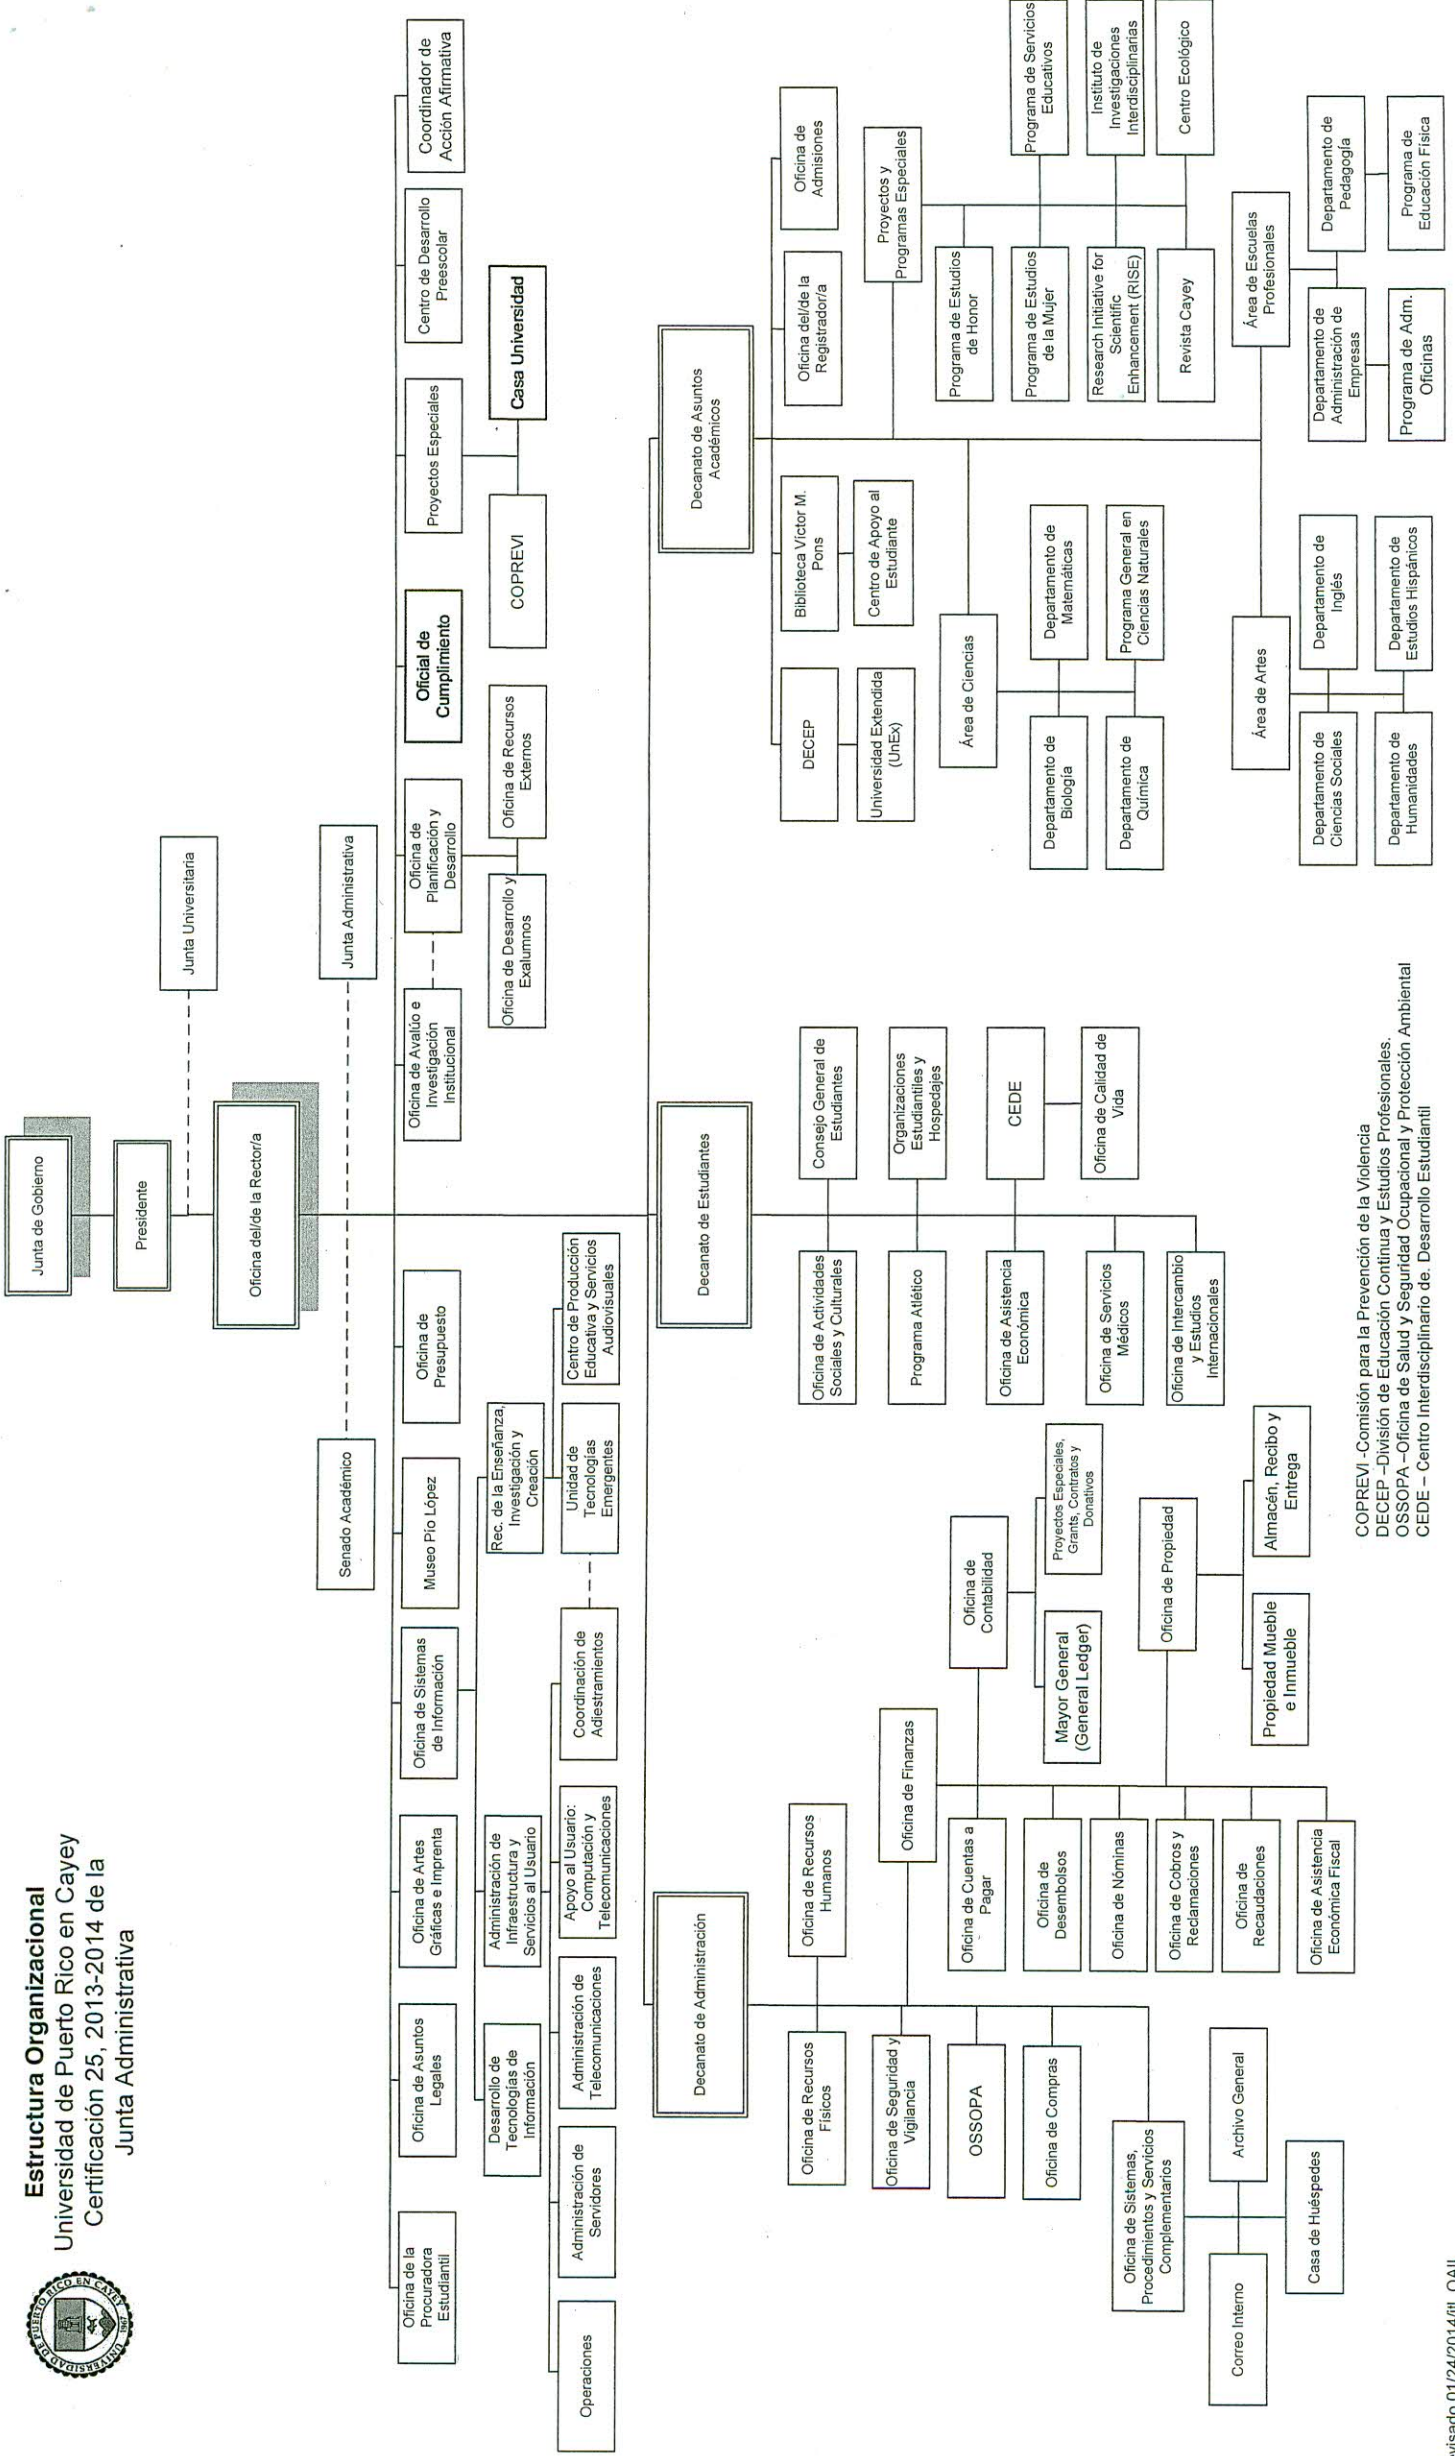 Estructura Organizacional
Universidad de Puerto Rico en Cayey
Certificación 25, 2013-2014 de la
Junta Administrativa
UNIVERSIDAD DE PUERTO RICO EN CAYEY
1967
Junta de Gobierno
Presidente
Junta Universitaria
Oficina del/de la Rector/a
Senado Académico
Junta Administrativa
Oficina de la
Procuradora
Estudiantil
Oficina de Asuntos
Legales
Oficina de Artes
Gráficas e Imprenta
Oficina de Sistemas
de Información
Museo Pío López
Oficina de
Presupuesto
Oficina de Avalúo e
Investigación
Institucional
Oficina de
Planificación y
Desarrollo
Oficial de
Cumplimiento
Proyectos Especiales
Centro de Desarrollo
Preescolar
Coordinador de
Acción Afirmativa
Desarrollo de
Tecnologías de
Información
Administración de
Infraestructura y
Servicios al Usuario
Rec. de la Enseñanza,
Investigación y
Creación
Oficina de Desarrollo y
Exalumnos
Oficina de Recursos
Externos
COPREVI
Casa Universidad
Operaciones
Administración de
Servidores
Administración de
Telecomunicaciones
Apoyo al Usuario:
Computación y
Telecomunicaciones
Coordinación de
Adiestramientos
Unidad de
Tecnologías
Emergentes
Centro de Producción
Educativa y Servicios
Audiovisuales
Decanato de Administración
Decanato de Estudiantes
Decanato de Asuntos
Académicos
Oficina de Recursos
Físicos
Oficina de Recursos
Humanos
Oficina de Seguridad y
Vigilancia
Oficina de Finanzas
OSSOPA
Oficina de Compras
Oficina de Sistemas,
Procedimientos y Servicios
Complementarios
Archivo General
Correo Interno
Casa de Huéspedes
Oficina de Cuentas a
Pagar
Oficina de
Contabilidad
Oficina de
Desembolsos
Mayor General
(General Ledger)
Proyectos Especiales,
Grants, Contratos y
Donativos
Oficina de Nóminas
Oficina de Cobros y
Reclamaciones
Oficina de Propiedad
Oficina de
Recaudaciones
Propiedad Mueble
e Inmueble
Almacén, Recibo y
Entrega
Oficina de Asistencia
Económica Fiscal
Oficina de Actividades
Sociales y Culturales
Consejo General de
Estudiantes
Programa Atlético
Organizaciones
Estudiantiles y
Hospedajes
Oficina de Asistencia
Económica
CEDE
Oficina de Servicios
Médicos
Oficina de Calidad de
Vida
Oficina de Intercambio
y Estudios
Internacionales
DECEP
Biblioteca Víctor M.
Pons
Oficina del/de la
Registrador/a
Oficina de
Admisiones
Universidad Extendida
(UnEx)
Centro de Apoyo al
Estudiante
Proyectos y
Programas Especiales
Área de Ciencias
Programa de Estudios
de Honor
Programa de Estudios
de la Mujer
Programa de Servicios
Educativos
Departamento de
Biología
Departamento de
Matemáticas
Research Initiative for
Scientific
Enhancement (RISE)
Instituto de
Investigaciones
Interdisciplinarias
Departamento de
Química
Programa General en
Ciencias Naturales
Revista Cayey
Centro Ecológico
Área de Artes
Área de Escuelas
Profesionales
Departamento de
Ciencias Sociales
Departamento de
Inglés
Departamento de
Administración de
Empresas
Departamento de
Pedagogía
Departamento de
Humanidades
Departamento de
Estudios Hispánicos
Programa de Adm.
Oficinas
Programa de
Educación Física
COPREVI -Comisión para la Prevención de la Violencia
DECEP –División de Educación Continua y Estudios Profesionales.
OSSOPA –Oficina de Salud y Seguridad Ocupacional y Protección Ambiental
CEDE – Centro Interdisciplinario de. Desarrollo Estudiantil